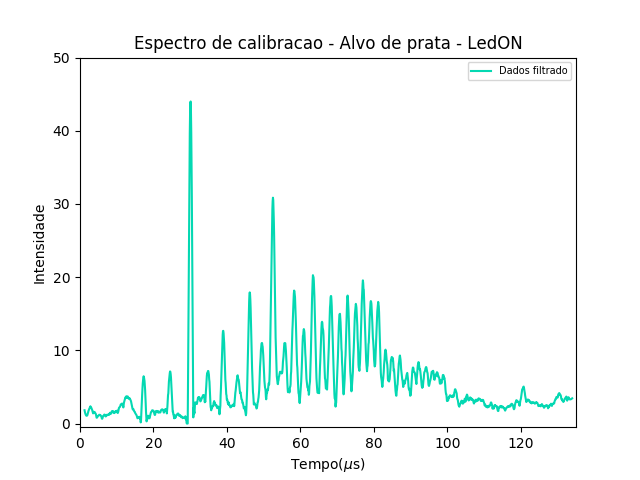 Espectro de calibracao - Alvo de prata - LedON
Dados filtrado
50
40
30
20
10
0
Intensidade
0 20 40 60 80 100 120
Tempo(μs)